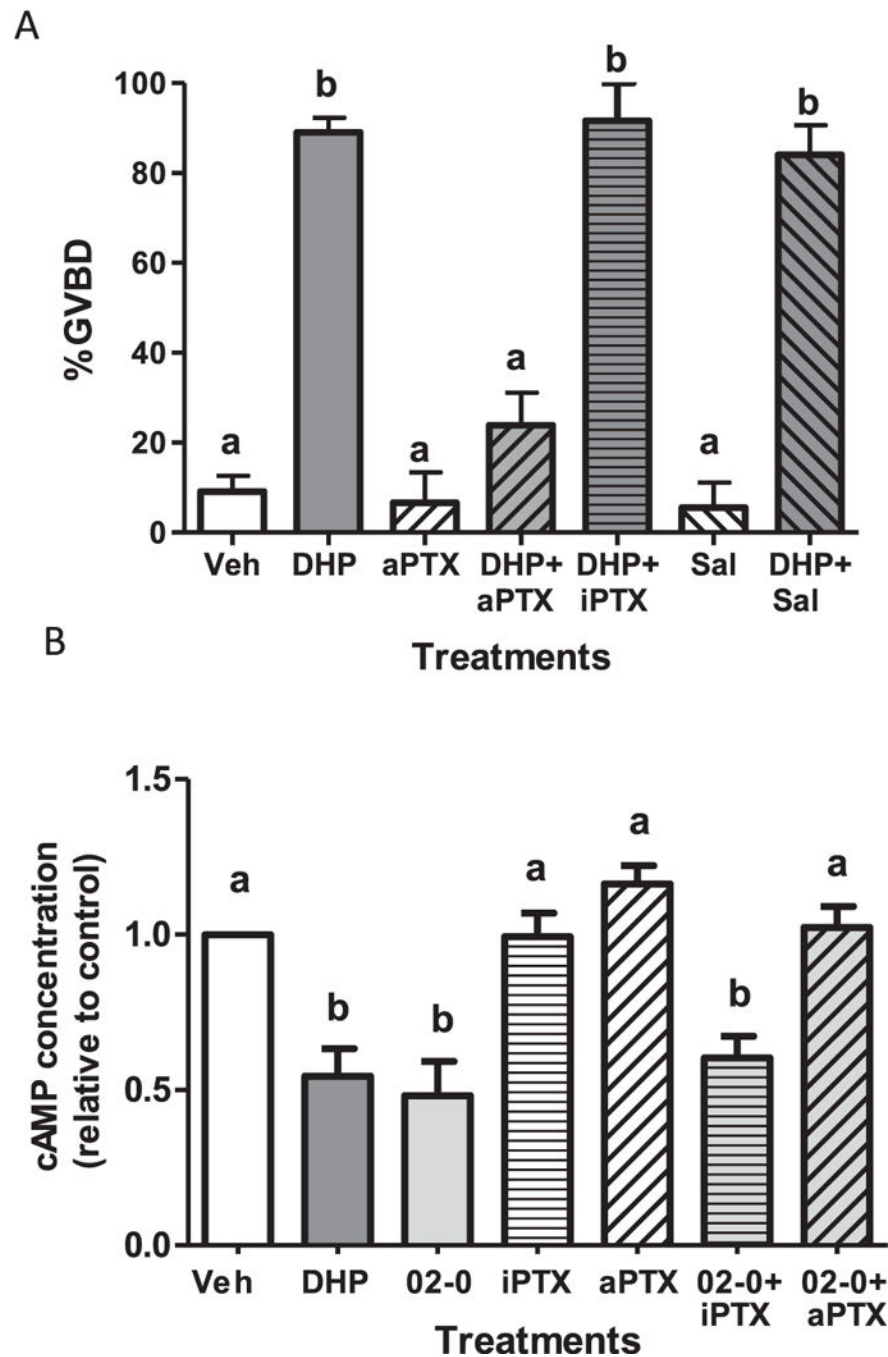 A
%GVBD
100
80
60
40
20
0
a
b
a
a
b
a
b
Veh DHP aPTX DHP+ DHP+ Sal DHP+
aPTX iPTX Sal
Treatments
B
cAMP concentration
(relative to control)
1.5
1.0
0.5
0.0
a
b
b
a
a
b
a
Veh DHP 02-0 iPTX aPTX 02-0+ 02-0+
iPTX aPTX
Treatments